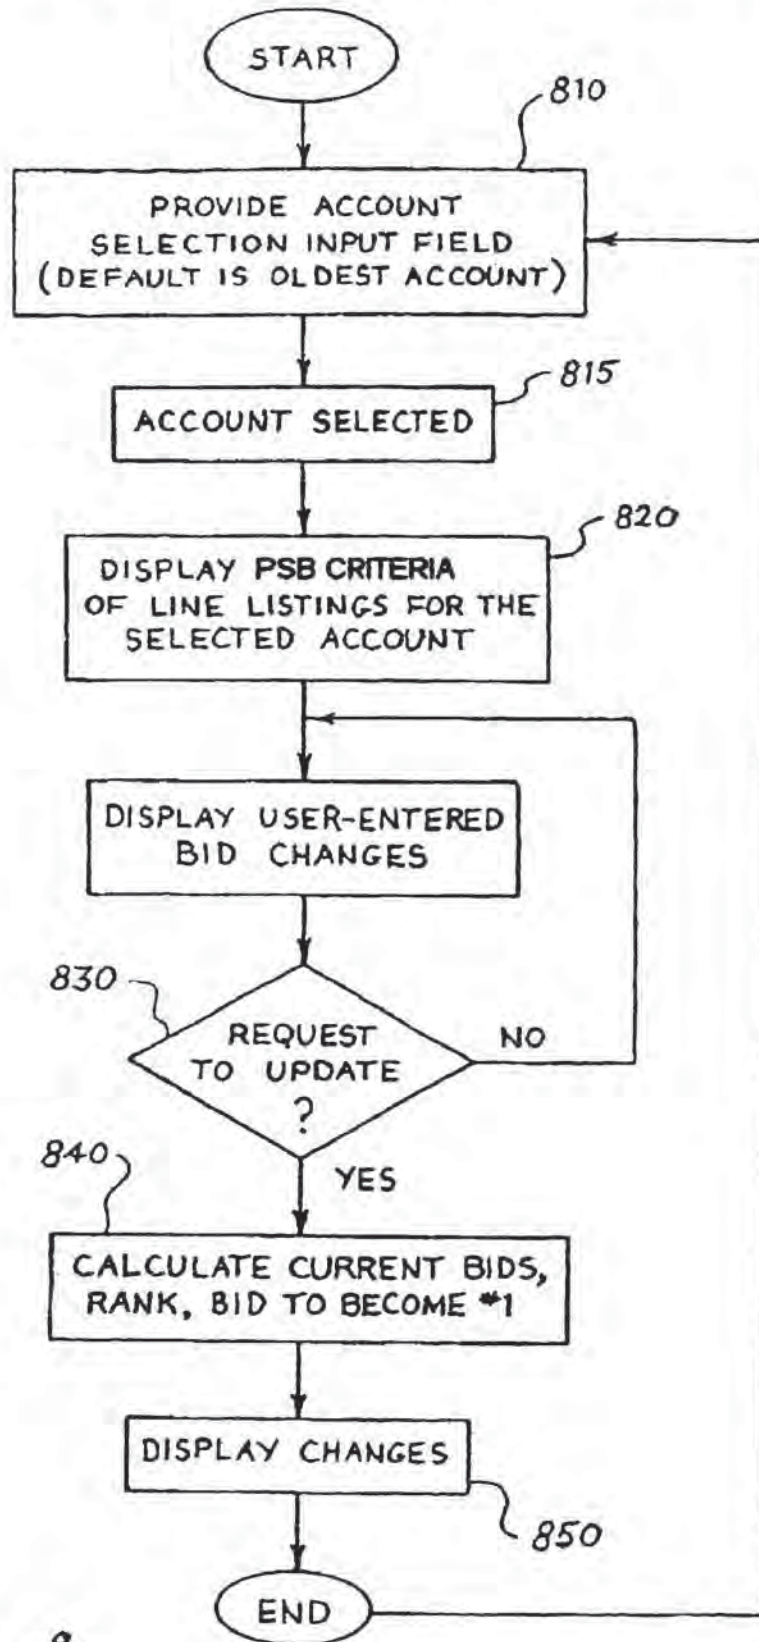 START
810
PROVIDE ACCOUNT
SELECTION INPUT FIELD
(DEFAULT IS OLDEST ACCOUNT)
815
ACCOUNT SELECTED
820
DISPLAY PSB CRITERIA
OF LINE LISTINGS FOR THE
SELECTED ACCOUNT
DISPLAY USER-ENTERED
BID CHANGES
830
REQUEST
TO UPDATE
?
NO
YES
840
CALCULATE CURRENT BIDS,
RANK, BID TO BECOME #1
DISPLAY CHANGES
850
END